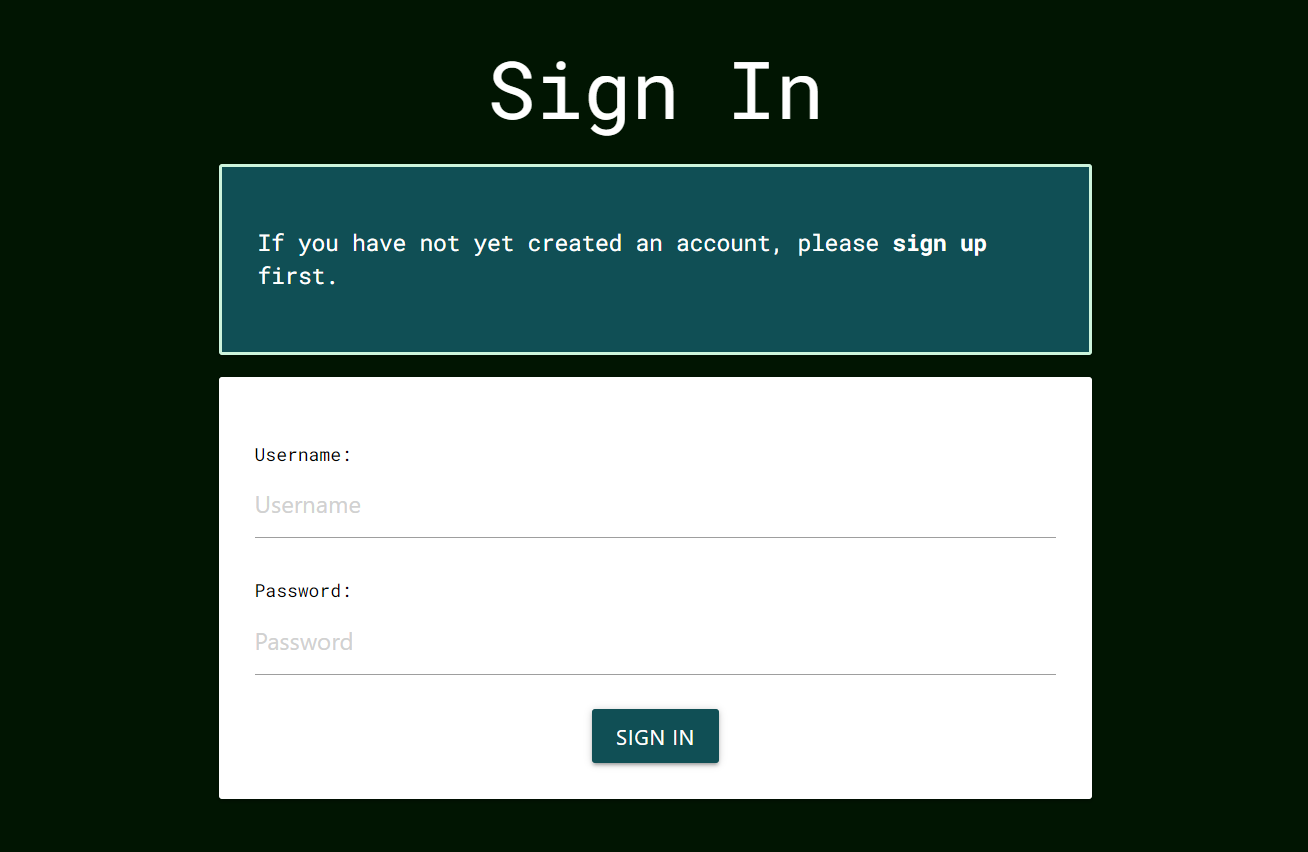 Sign In
If you have not yet created an account, please sign up
first.
Username:
Username
Password:
Password
SIGN IN